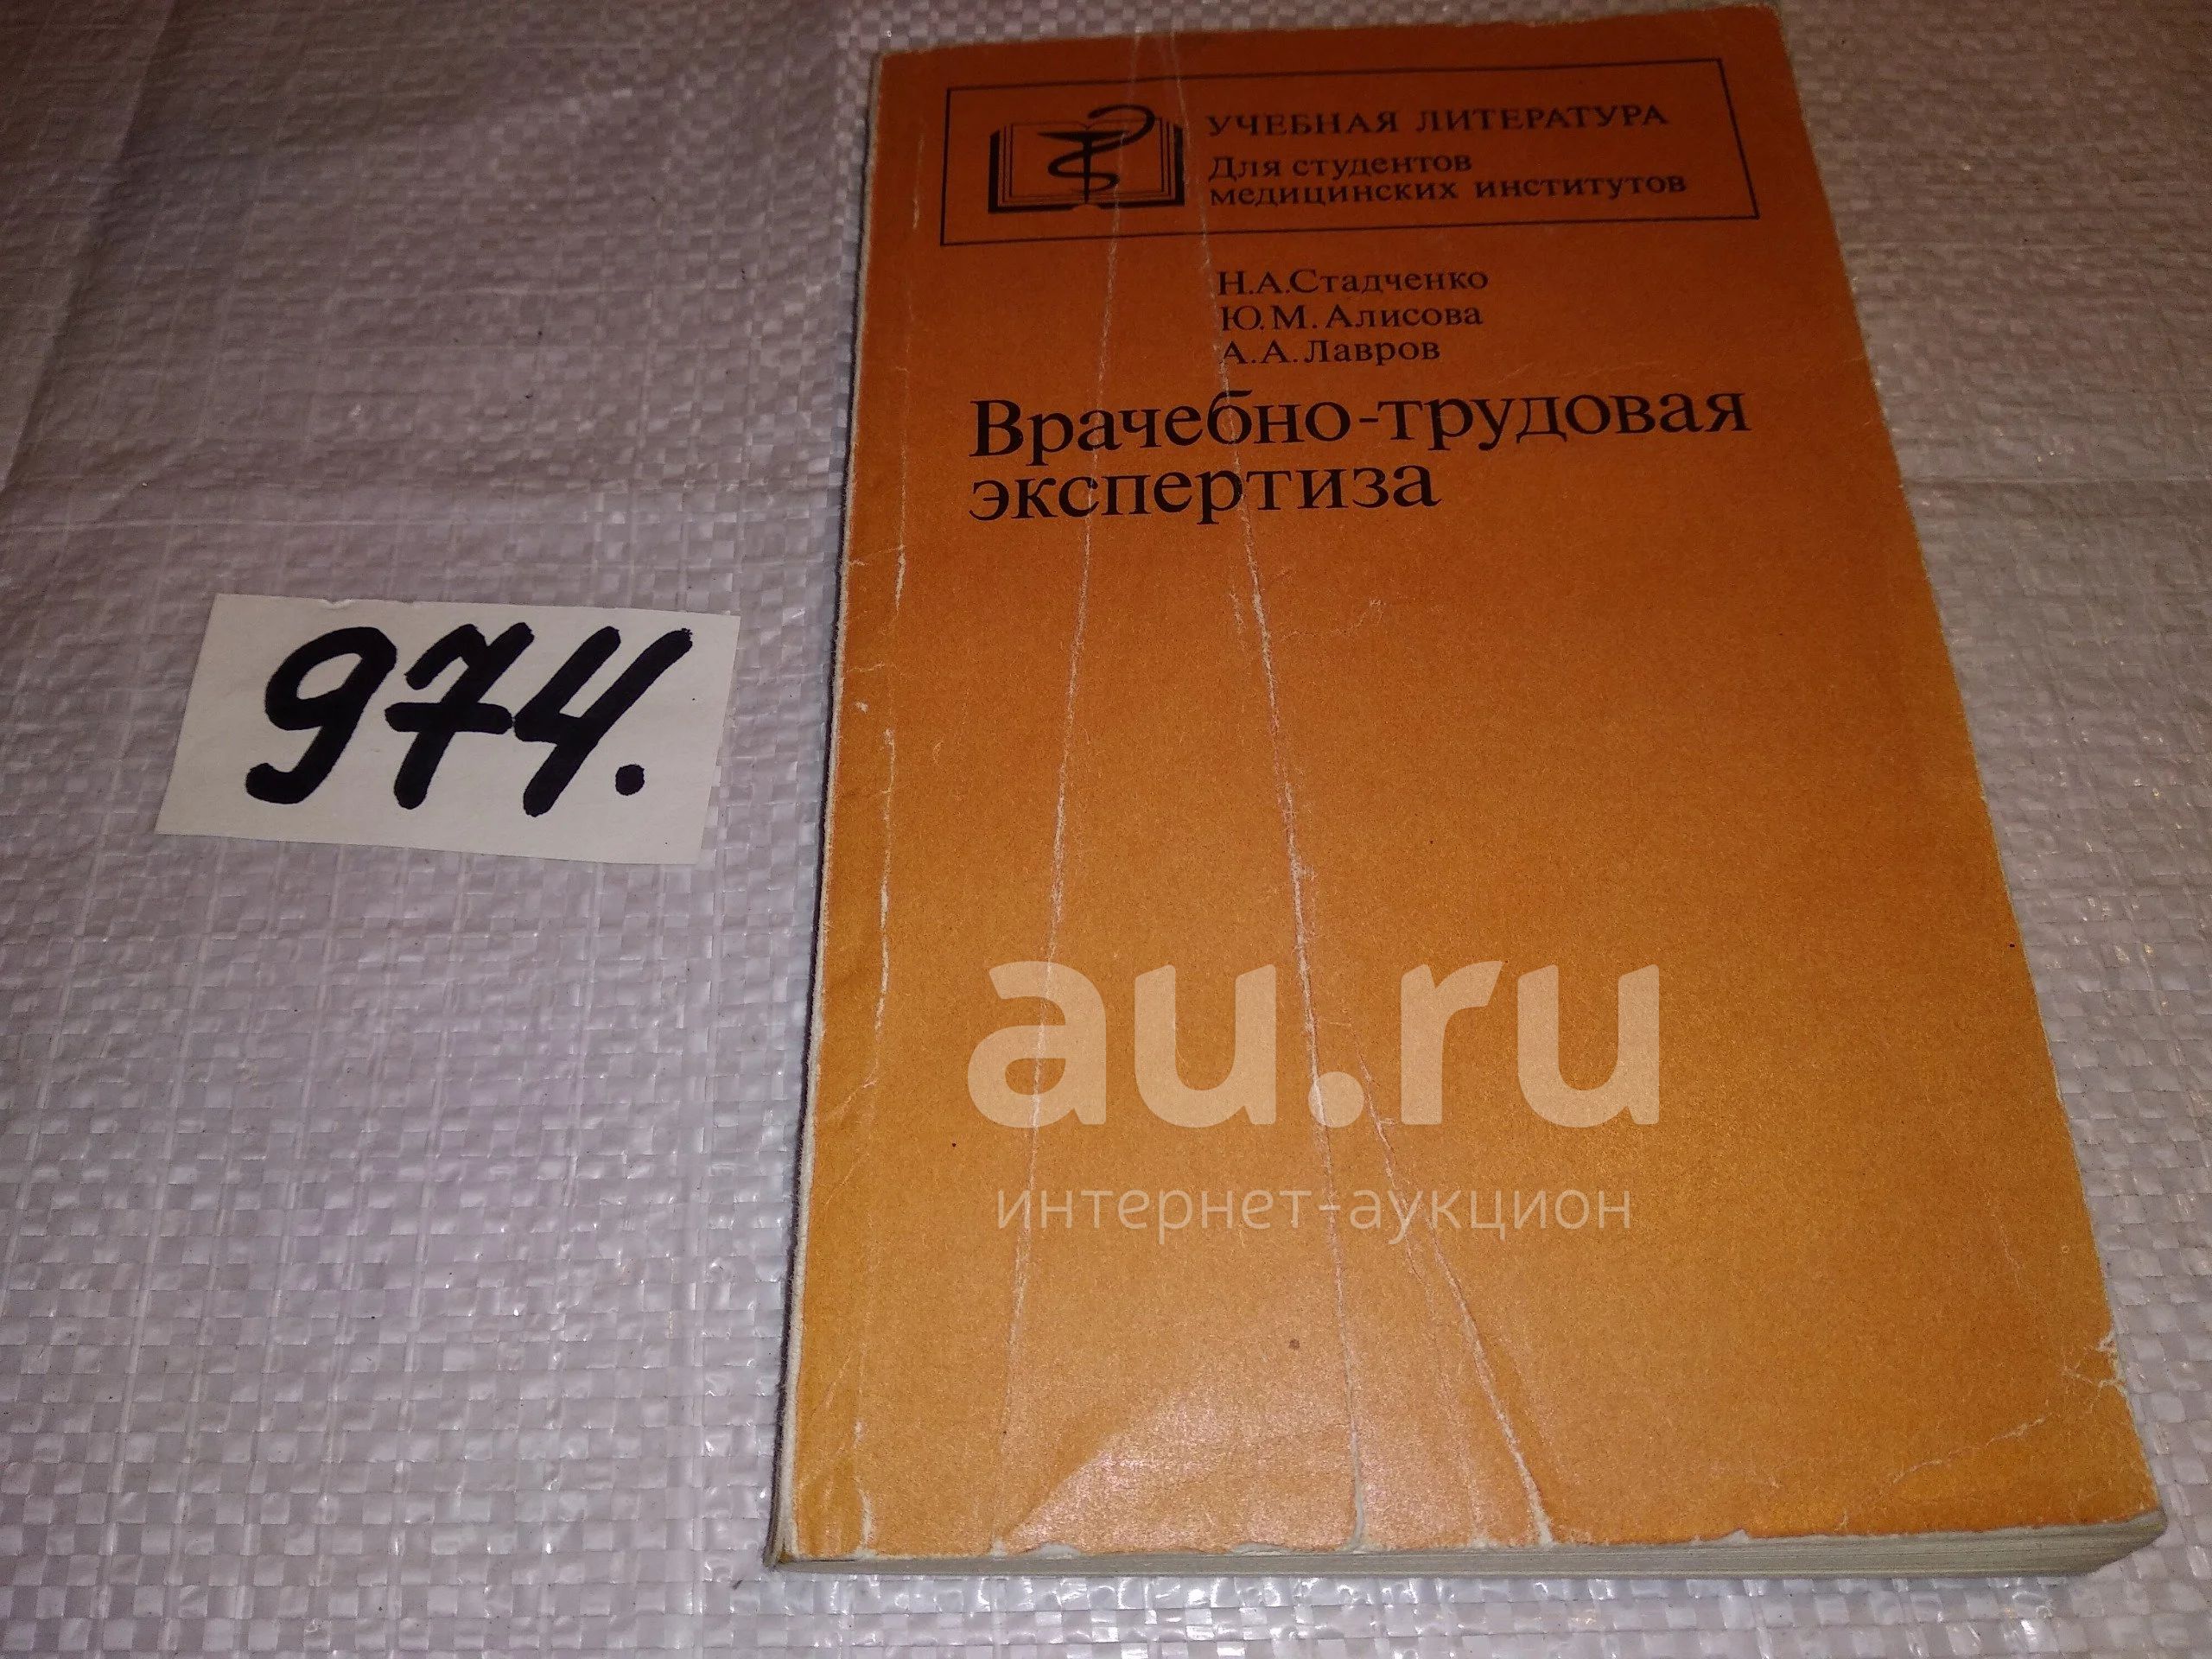 УЧЕБНАЯ ЛИТЕРАТУРА
Для студентов
медицинских институтов
Н.А.Стадченко
Ю.М.Алисова
А.А.Лавров
Врачебно-трудовая
экспертиза
974.
au.ru
интернет-аукцион